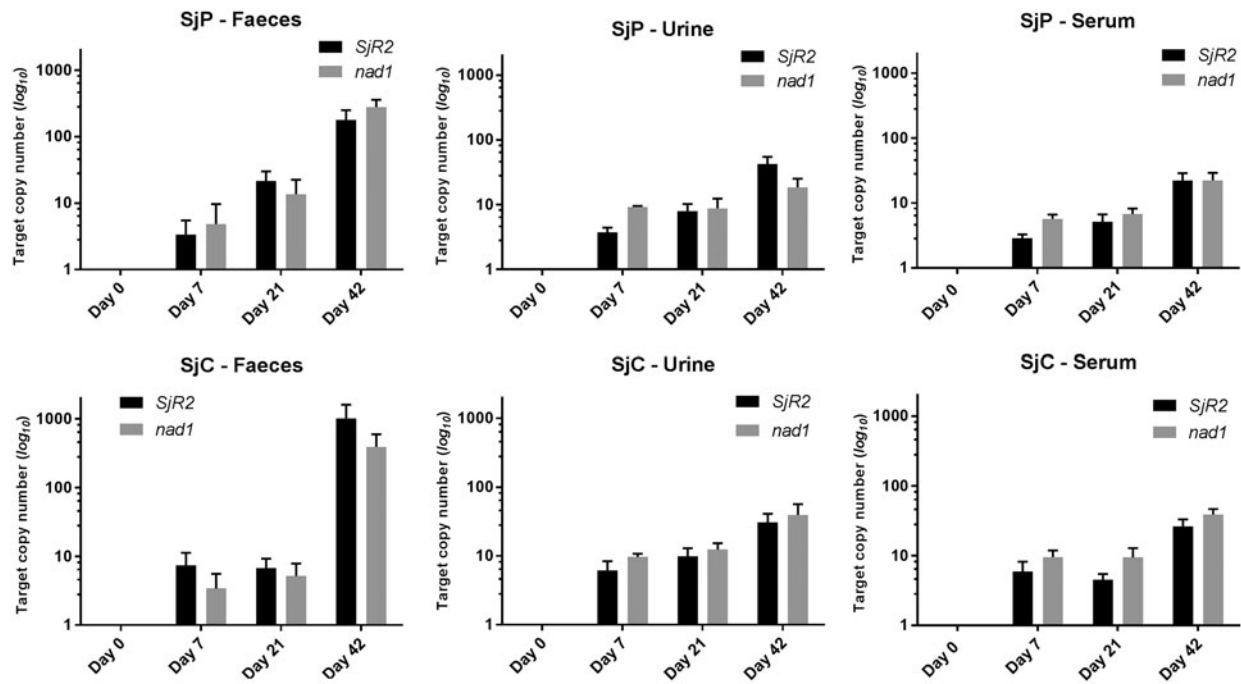 SjP - Faeces
SjR2
nad1
Target copy number (log10)
1000
100
10
1
Day 0
Day 7
Day 21
Day 42
SjP - Urine
SjR2
nad1
Target copy number (log10)
1000
100
10
1
Day 0
Day 7
Day 21
Day 42
SjP - Serum
SjR2
nad1
Target copy number (log10)
1000
100
10
1
Day 0
Day 7
Day 21
Day 42
SjC - Faeces
SjR2
nad1
Target copy number (log10)
1000
100
10
1
Day 0
Day 7
Day 21
Day 42
SjC - Urine
SjR2
nad1
Target copy number (log10)
1000
100
10
1
Day 0
Day 7
Day 21
Day 42
SjC - Serum
SjR2
nad1
Target copy number (log10)
1000
100
10
1
Day 0
Day 7
Day 21
Day 42